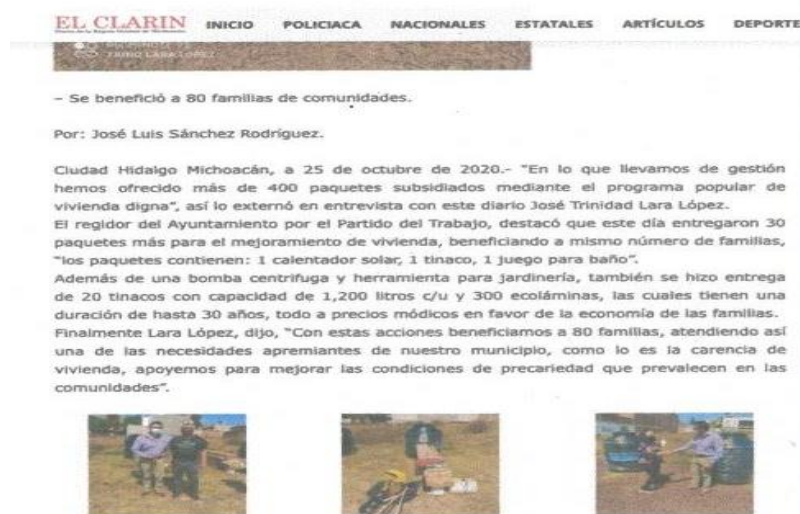 EL CLARIN INICIO POLICIACA NACIONALES ESTATALES ARTÍCULOS DEPORTE
TRINO LARA LOPEZ
– Se benefició a 80 familias de comunidades.
Por: José Luis Sánchez Rodríguez.
Ciudad Hidalgo Michoacán, a 25 de octubre de 2020.- "En lo que llevamos de gestión
hemos ofrecido más de 400 paquetes subsidiados mediante el programa popular de
vivienda digna", así lo externó en entrevista con este diario José Trinidad Lara López.
El regidor del Ayuntamiento por el Partido del Trabajo, destacó que este día entregaron 30
paquetes más para el mejoramiento de vivienda, beneficiando a mismo número de familias,
"los paquetes contienen: 1 calentador solar, 1 tinaco, 1 juego para baño".
Además de una bomba centrifuga y herramienta para jardinería, también se hizo entrega
de 20 tinacos con capacidad de 1,200 litros c/u y 300 ecoláminas, las cuales tienen una
duración de hasta 30 años, todo a precios módicos en favor de la economía de las familias.
Finalmente Lara López, dijo, "Con estas acciones beneficiamos a 80 familias, atendiendo así
una de las necesidades apremiantes de nuestro municipio, como lo es la carencia de
vivienda, apoyemos para mejorar las condiciones de precariedad que prevalecen en las
comunidades".